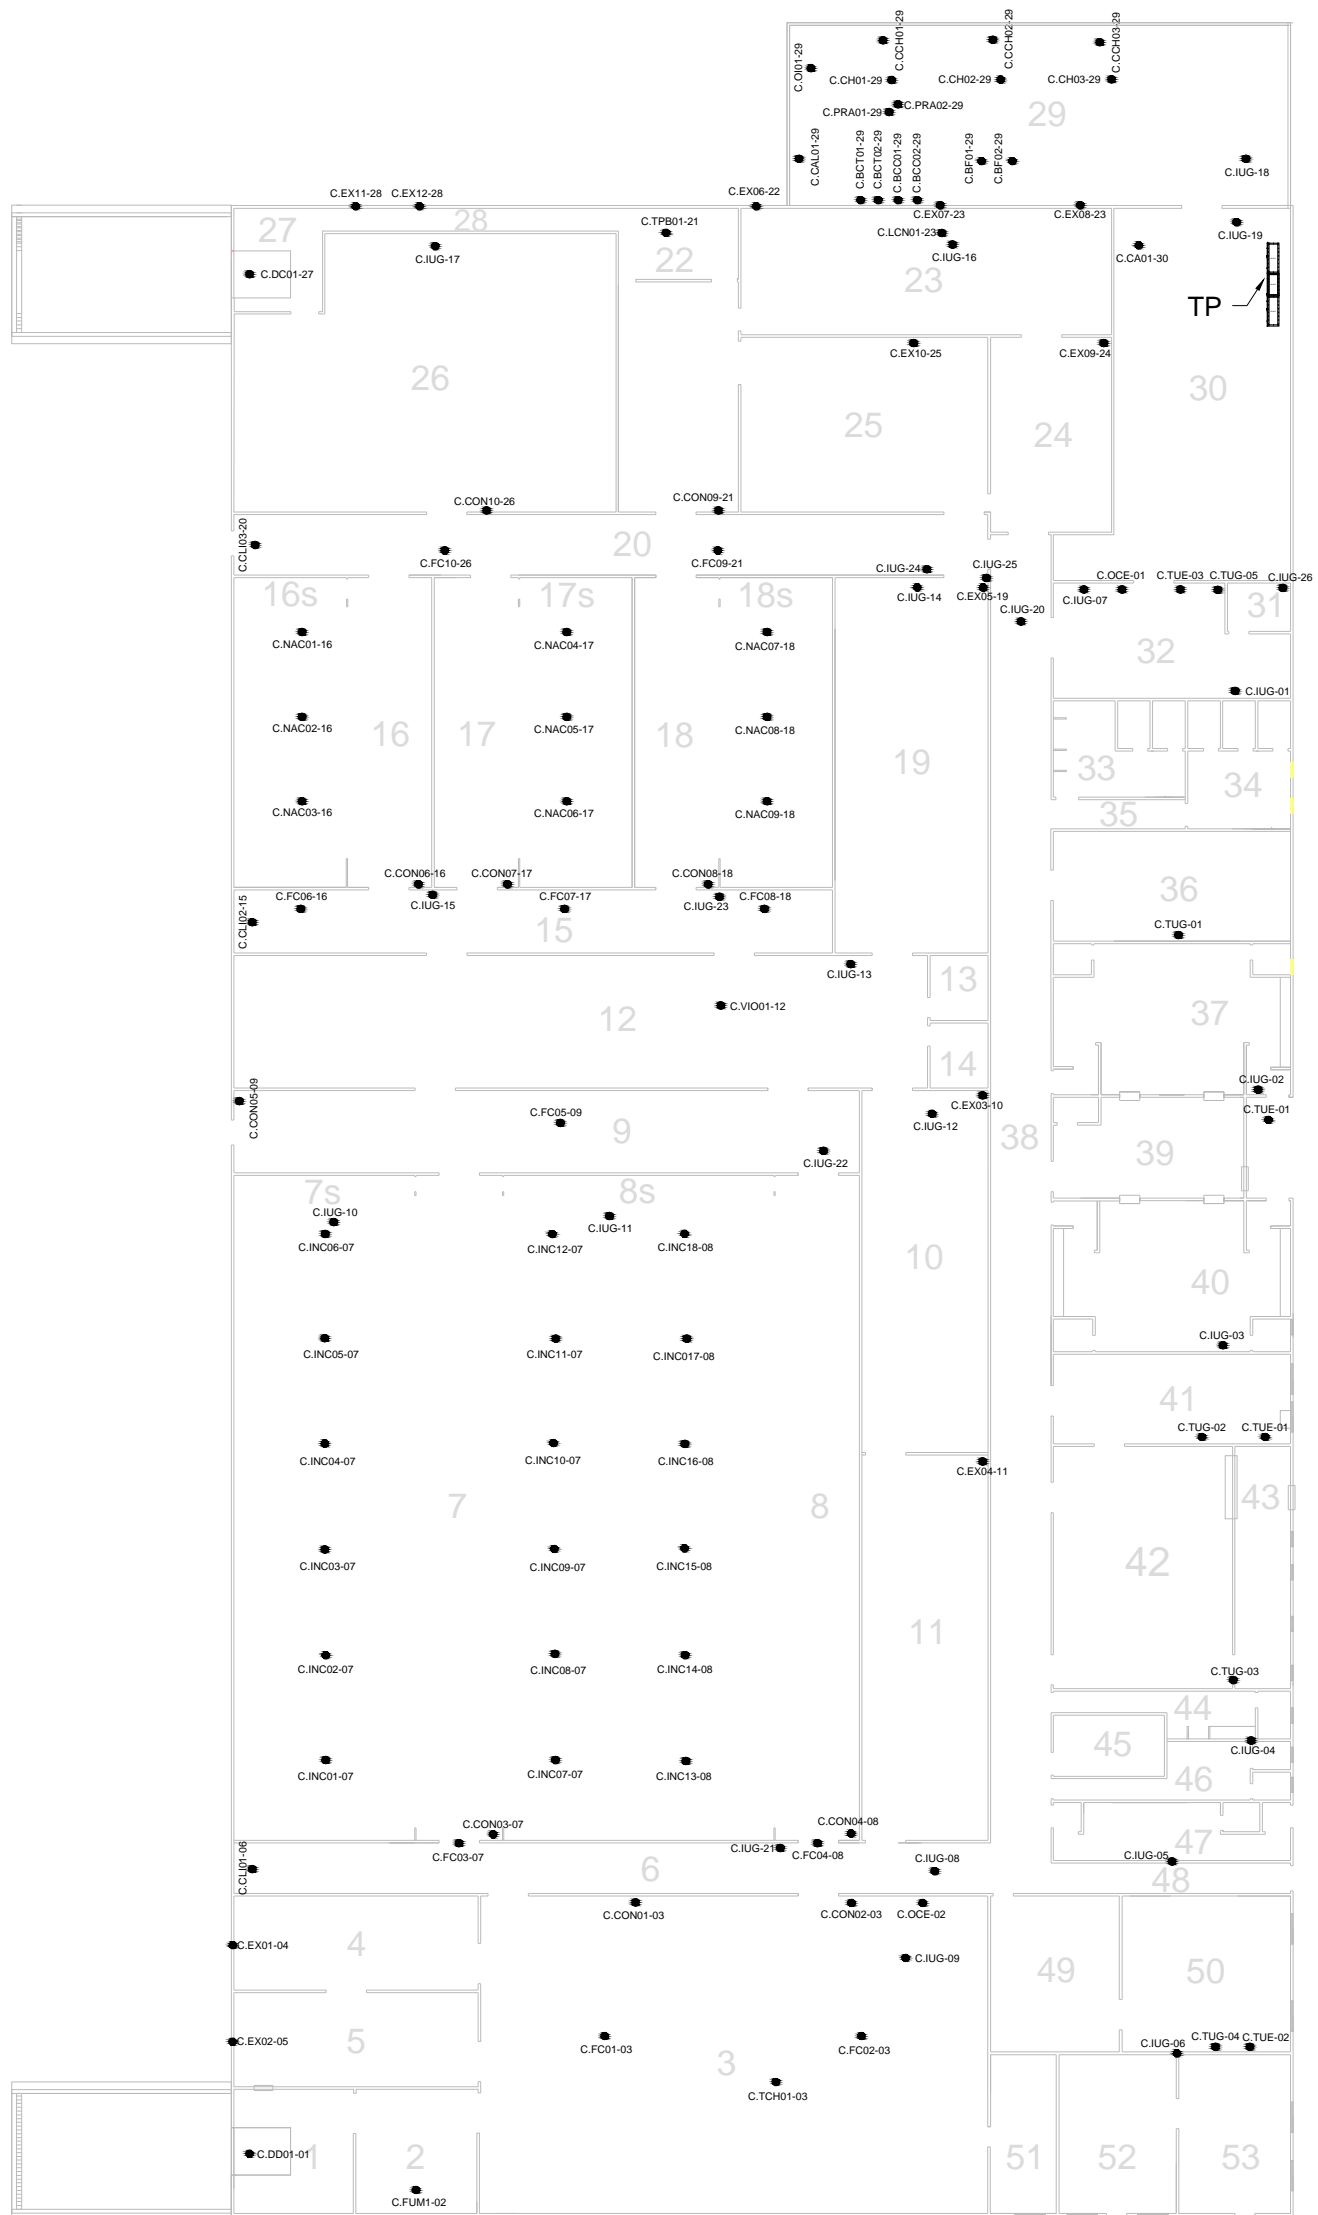 C.CCH01-29
C.CCH02-29
C.CCH03-29
C.OI01-29
C.CH01-29
C.CH02-29
C.CH03-29
C.PRA02-29
C.PRA01-29
29
C.CAL01-29
C.BCT01-29
C.BCT02-29
C.BCC01-29
C.BCC02-29
C.BF01-29
C.BF02-29
C.IUG-18
C.EX11-28
C.EX12-28
C.EX06-22
C.EX07-23
C.EX08-23
27
28
C.TPB01-21
C.LCN01-23
C.IUG-19
C.IUG-17
C.IUG-16
C.CA01-30
C.DC01-27
22
23
TP
C.EX10-25
C.EX09-24
26
25
24
30
C.CON10-26
C.CON09-21
C.CLI03-20
20
C.FC10-26
C.FC09-21
C.IUG-24
C.IUG-25
C.IUG-14
C.EX05-19
C.IUG-20
C.IUG-07
C.OCE-01
C.TUE-03
C.TUG-05
C.IUG-26
16s
17s
18s
31
C.NAC01-16
C.NAC04-17
C.NAC07-18
32
C.IUG-01
C.NAC02-16
C.NAC05-17
C.NAC08-18
16
17
18
19
33
34
C.NAC03-16
C.NAC06-17
C.NAC09-18
35
C.CON06-16
C.CON07-17
C.CON08-18
C.FC06-16
C.IUG-15
C.FC07-17
C.IUG-23
C.FC08-18
C.CLI02-15
15
36
C.TUG-01
C.IUG-13
13
C.VIO01-12
12
37
14
C.CON05-09
C.FC05-09
9
C.EX03-10
C.IUG-12
C.IUG-02
C.TUE-01
38
39
C.IUG-22
7s
8s
C.IUG-10
C.IUG-11
C.INC06-07
C.INC12-07
C.INC18-08
10
40
C.INC05-07
C.INC11-07
C.INC017-08
C.IUG-03
41
C.TUG-02
C.TUE-01
C.INC04-07
C.INC10-07
C.INC16-08
C.EX04-11
7
8
43
C.INC03-07
C.INC09-07
C.INC15-08
42
11
C.INC02-07
C.INC08-07
C.INC14-08
C.TUG-03
44
45
C.IUG-04
C.INC01-07
C.INC07-07
C.INC13-08
46
C.CON03-07
C.CON04-08
C.FC03-07
C.IUG-21
C.FC04-08
47
C.CLI01-06
6
C.IUG-08
C.IUG-05
48
C.CON01-03
C.CON02-03
C.OCE-02
C.EX01-04
4
C.IUG-09
49
50
C.EX02-05
5
C.FC01-03
3
C.FC02-03
C.IUG-06
C.TUG-04
C.TUE-02
C.TCH01-03
C.DD01-01
1
2
51
52
53
C.FUM1-02